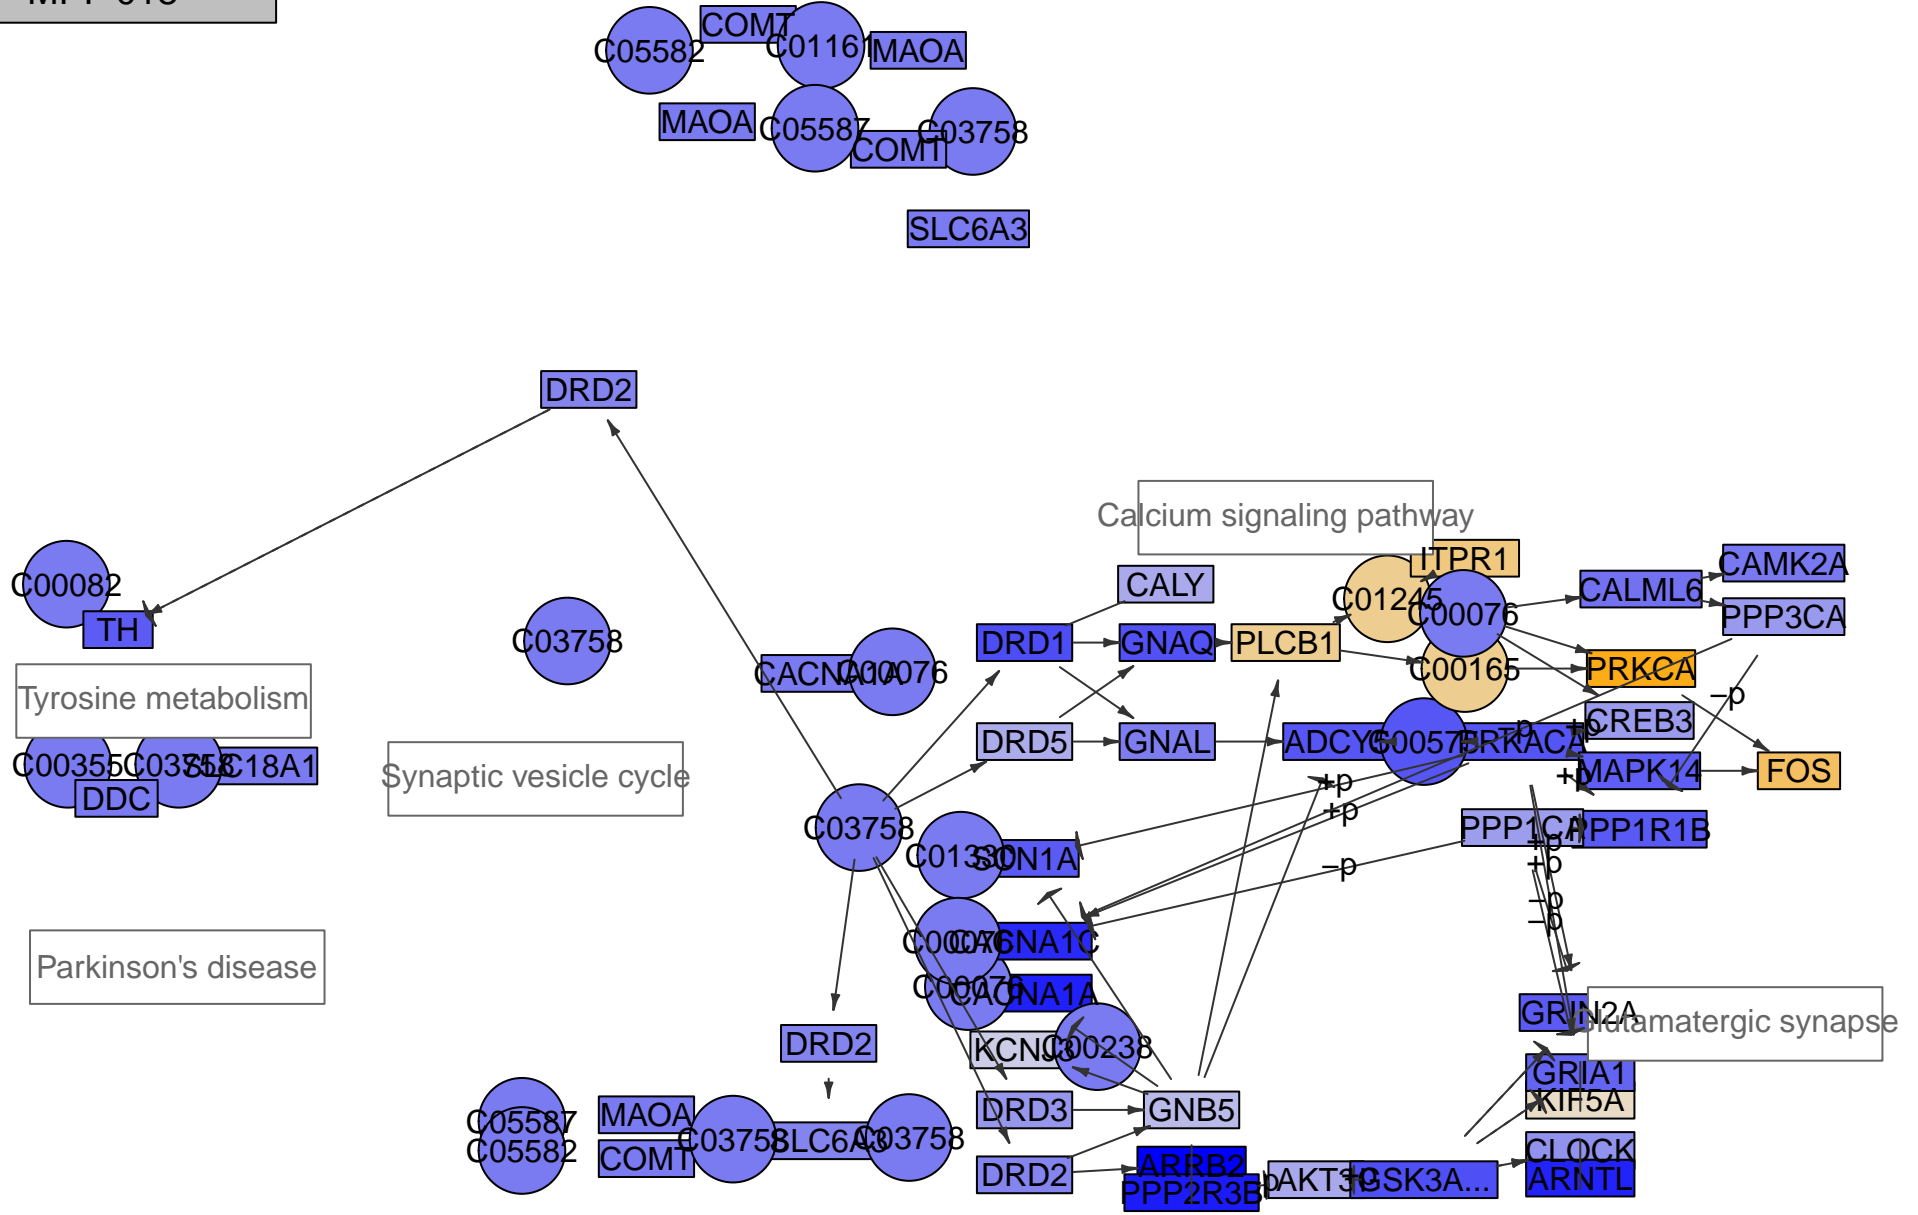 COMT
C05582
C01161
MAOA
MAOA
C05587
C03758
COMT
SLC6A3
DRD2
Calcium signaling pathway
ITPR1
CAMK2A
C00082
CALY
C01245
C00076
CALML6
PPP3CA
TH
C03758
DRD1
GNAQ
PLCB1
C00165
PRKCA
CACNA1A
C00076
Tyrosine metabolism
–p
CREB3
DRD5
GNAL
ADCY5
C00575
PRKACA
–p
+p
C00355
C03758
SLC18A1
DDC
Synaptic vesicle cycle
+p
+p
MAPK14
FOS
+p
C03758
PPP1CA
PPP1R1B
C01330
SCN1A
–p
+p
+p
–p
–p
C00076
CACNA1C
Parkinson's disease
C00076
CACNA1A
GRIN2A
Glutamatergic synapse
DRD2
KCNJ3
C00238
GRIA1
KIF5A
C05587
MAOA
DRD3
GNB5
C05582
COMT
C03758
SLC6A3
C03758
CLOCK
DRD2
ARRB2
PPP2R3B
AKT3
+p
GSK3A...
ARNTL